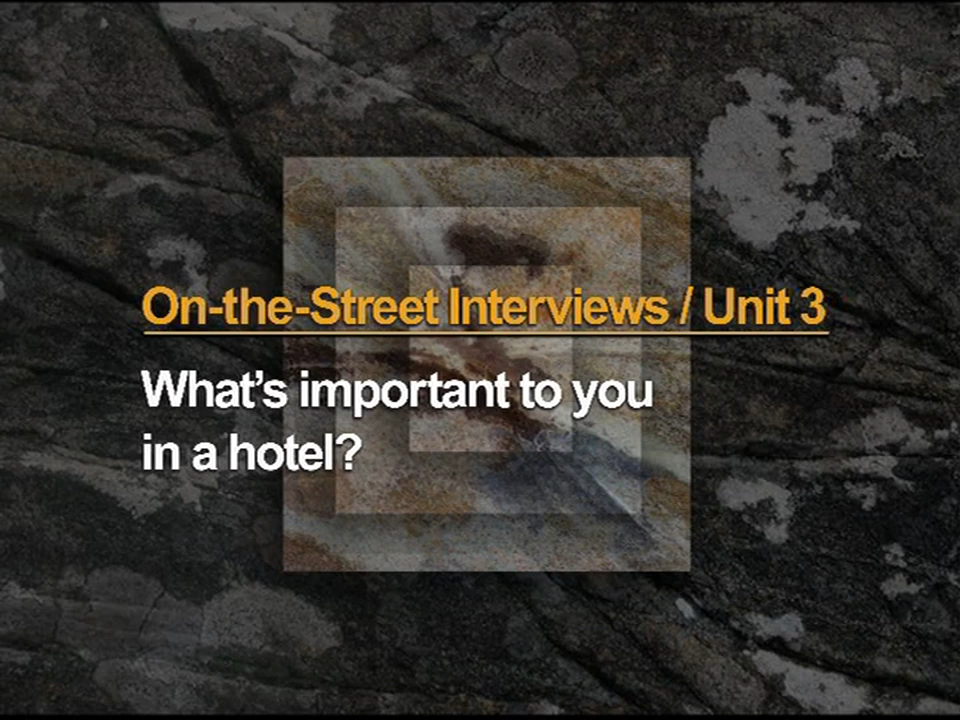 On-the-Street Interviews / Unit 3
What’s important to you
in a hotel?